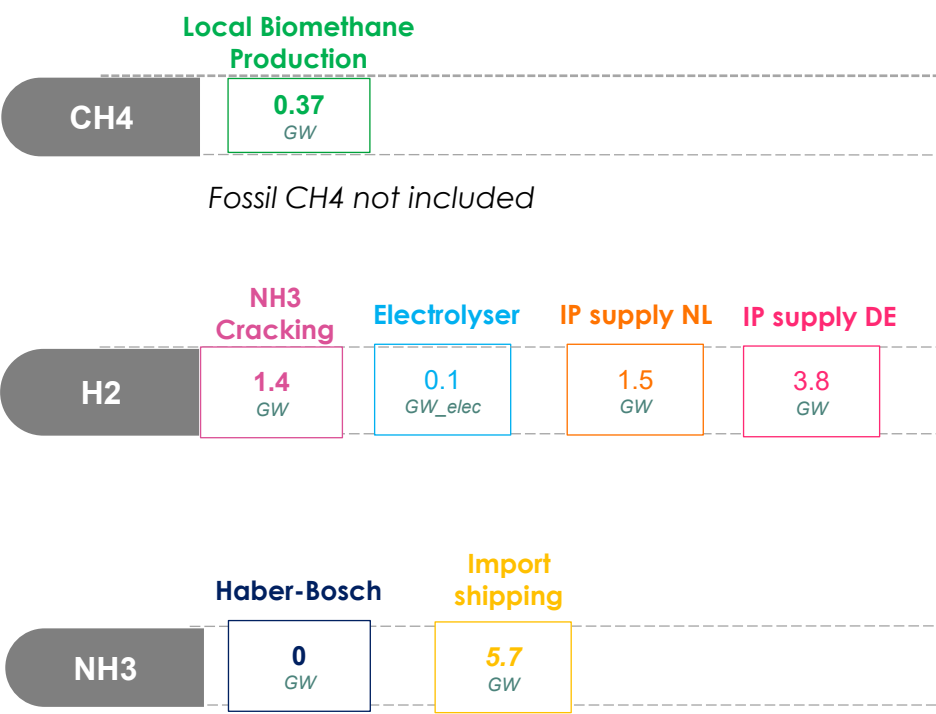 Local Biomethane
Production
CH4
0.37
GW
Fossil CH4 not included
NH3
Cracking
Electrolyser
IP supply NL
IP supply DE
H2
1.4
GW
0.1
GW_elec
1.5
GW
3.8
GW
Haber-Bosch
Import
shipping
NH3
0
GW
5.7
GW